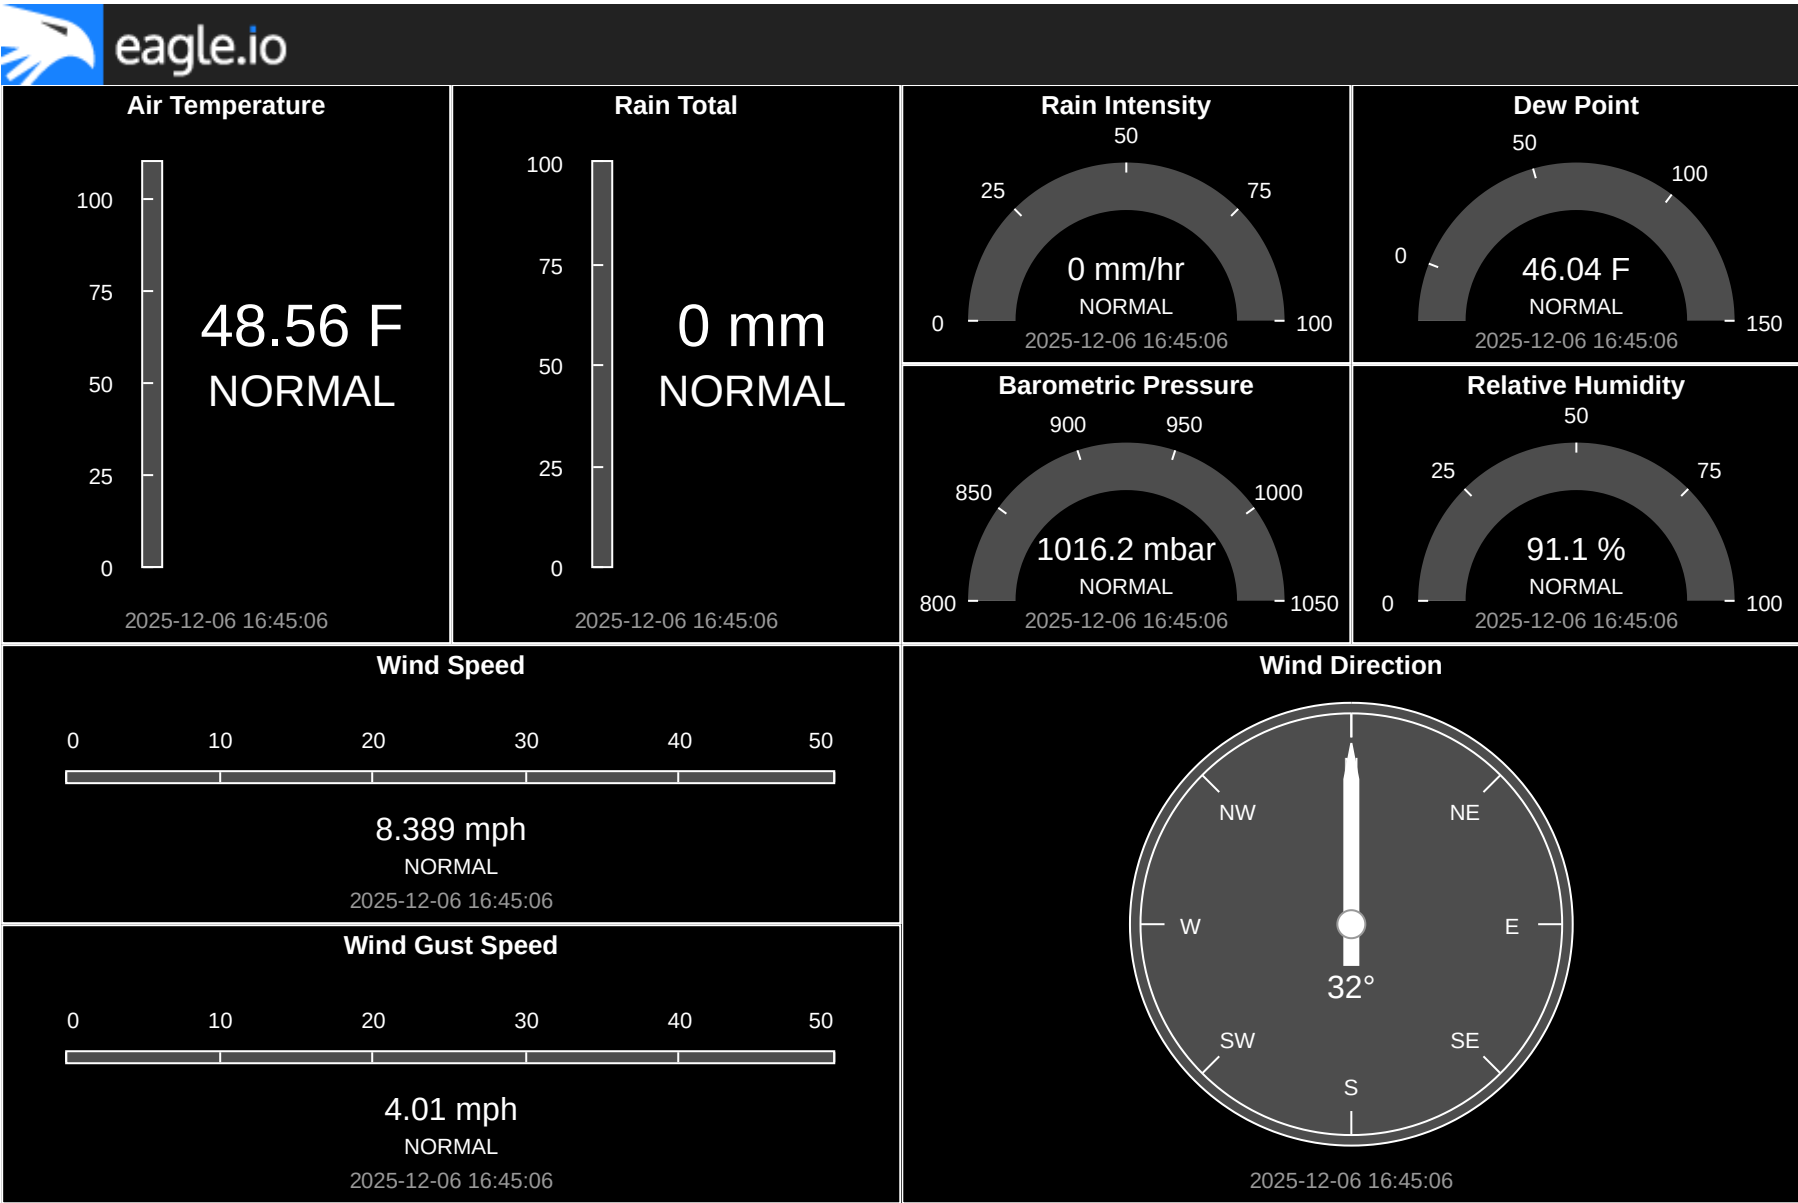 eagle.io
Air Temperature
100
75
50
25
0
48.56 F
NORMAL
2025-12-06 16:45:06
Rain Total
100
75
50
25
0
0 mm
NORMAL
2025-12-06 16:45:06
Rain Intensity
0
25
50
75
100
0 mm/hr
NORMAL
2025-12-06 16:45:06
Dew Point
0
50
100
150
46.04 F
NORMAL
2025-12-06 16:45:06
Barometric Pressure
800
850
900
950
1000
1050
1016.2 mbar
NORMAL
2025-12-06 16:45:06
Relative Humidity
0
25
50
75
100
91.1 %
NORMAL
2025-12-06 16:45:06
Wind Speed
0 10 20 30 40 50
8.389 mph
NORMAL
2025-12-06 16:45:06
Wind Gust Speed
0 10 20 30 40 50
4.01 mph
NORMAL
2025-12-06 16:45:06
Wind Direction
NW NE
W E
32°
SW SE
S
2025-12-06 16:45:06